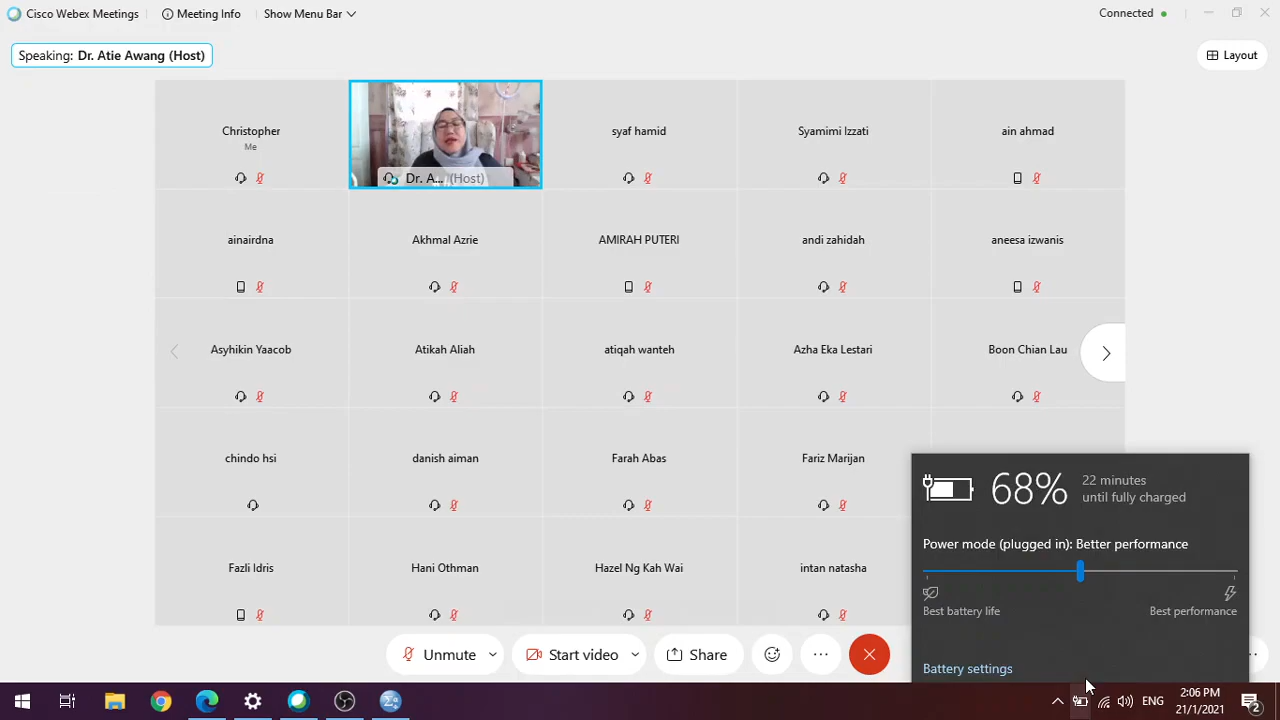 Cisco Webex Meetings Meeting Info Show Menu Bar Connected
Speaking: Dr. Atie Awang (Host) Layout
Christopher
Me
Dr. A... (Host)
syaf hamid
Syamimi Izzati
ain ahmad
ainairdna
Akhmal Azrie
AMIRAH PUTERI
andi zahidah
aneesa izwanis
Asyhikin Yaacob
Atikah Aliah
atiqah wanteh
Azha Eka Lestari
Boon Chian Lau
chindo hsi
danish aiman
Farah Abas
Fariz Marijan
Fazli Idris
Hani Othman
Hazel Ng Kah Wai
intan natasha
68%
22 minutes
until fully charged
Power mode (plugged in): Better performance
Best battery life Best performance
Battery settings
Unmute Start video Share
ENG
2:06 PM
21/1/2021
2